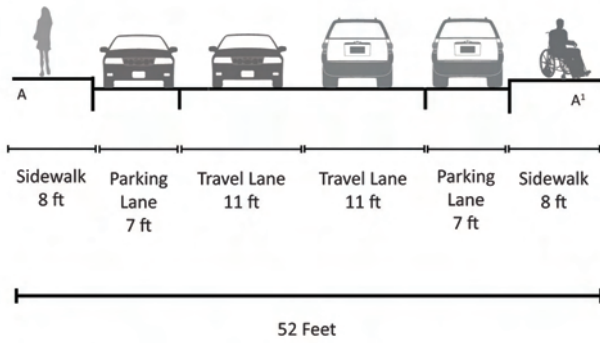 A
A¹
Sidewalk
8 ft
Parking
Lane
7 ft
Travel Lane
11 ft
Travel Lane
11 ft
Parking
Lane
7 ft
Sidewalk
8 ft
52 Feet